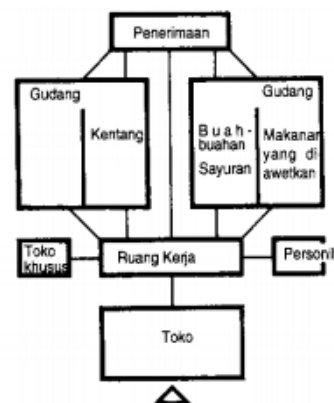 Penerimaan
Gudang
Kentang
Gudang
Buah-
buahan
Sayuran
Makanan
yang di-
awetkan
Toko
khusus
Ruang Kerja
Personil
Toko